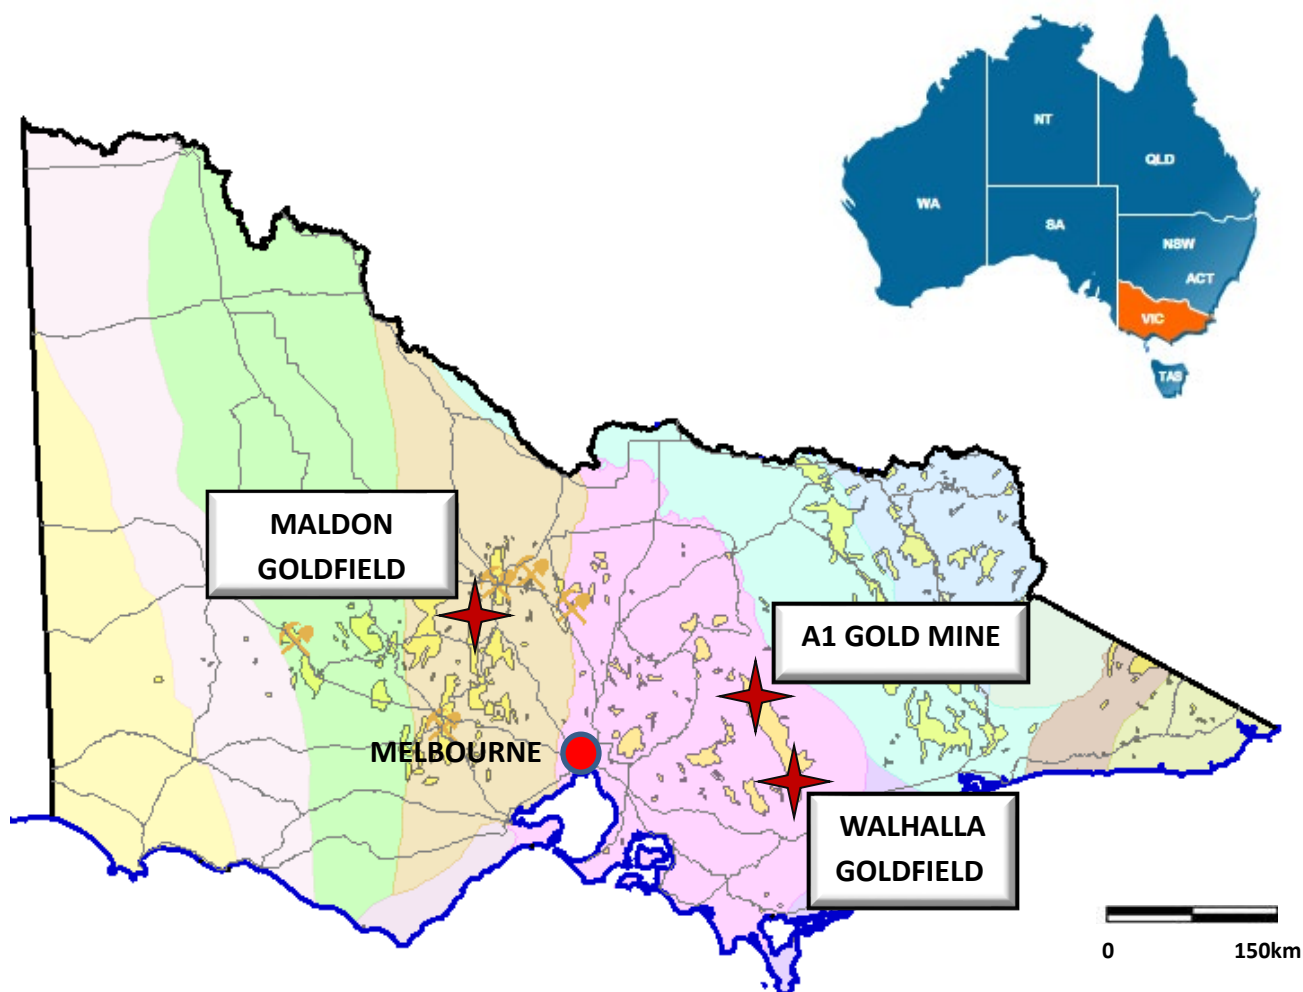 NT
QLD
WA
SA
NSW
ACT
VIC
TAS
MALDON
GOLDFIELD
A1 GOLD MINE
MELBOURNE
WALHALLA
GOLDFIELD
0 150km